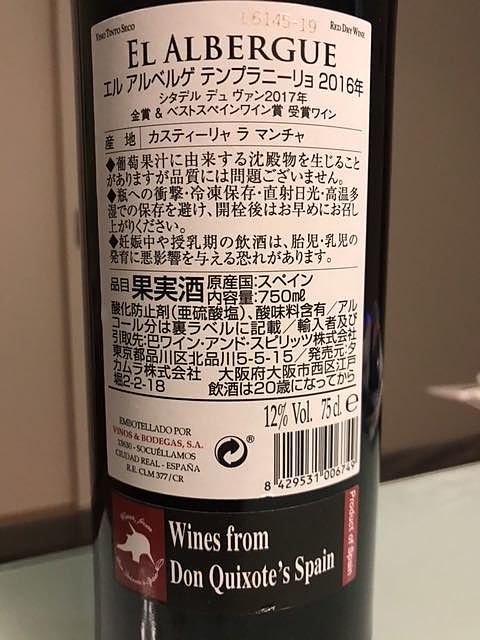 L6145-19
VINO TINTO SECO
RED DRY WINE
EL ALBERGUE
エル アルベルゲ テンプラニーリョ 2016年
シタデル デュ ヴァン2017年
金賞 & ベストスペインワイン賞 受賞ワイン
産 地 カスティーリャ ラ マンチャ
◆葡萄果汁に由来する沈殿物を生じること
がありますが品質には問題ございません。
◆瓶への衝撃・冷凍保存・直射日光・高温多
湿での保存を避け、開栓後はお早めにお召し
上がりください。
◆妊娠中や授乳期の飲酒は、胎児・乳児の
発育に悪影響を与える恐れがあります。
品目 果実酒 原産国:スペイン
内容量:750mℓ
酸化防止剤(亜硫酸塩)、酸味料含有/アル
コール分は裏ラベルに記載/輸入者及び
引取先:巴ワイン・アンド・スピリッツ株式会社
東京都品川区北品川5-5-15/発売元:タ
カムラ株式会社 大阪府大阪市西区江戸
堀2-2-18 飲酒は20歳になってから
12% Vol. 75 cl. e
EMBOTELLADO POR
VINOS & BODEGAS, S.A.
13630 - SOCUÉLLAMOS
CIUDAD REAL - ESPAÑA
R.E. CLM 377/CR
8 429531 006749
Wines from
Don Quixote's Spain
Product of Spain